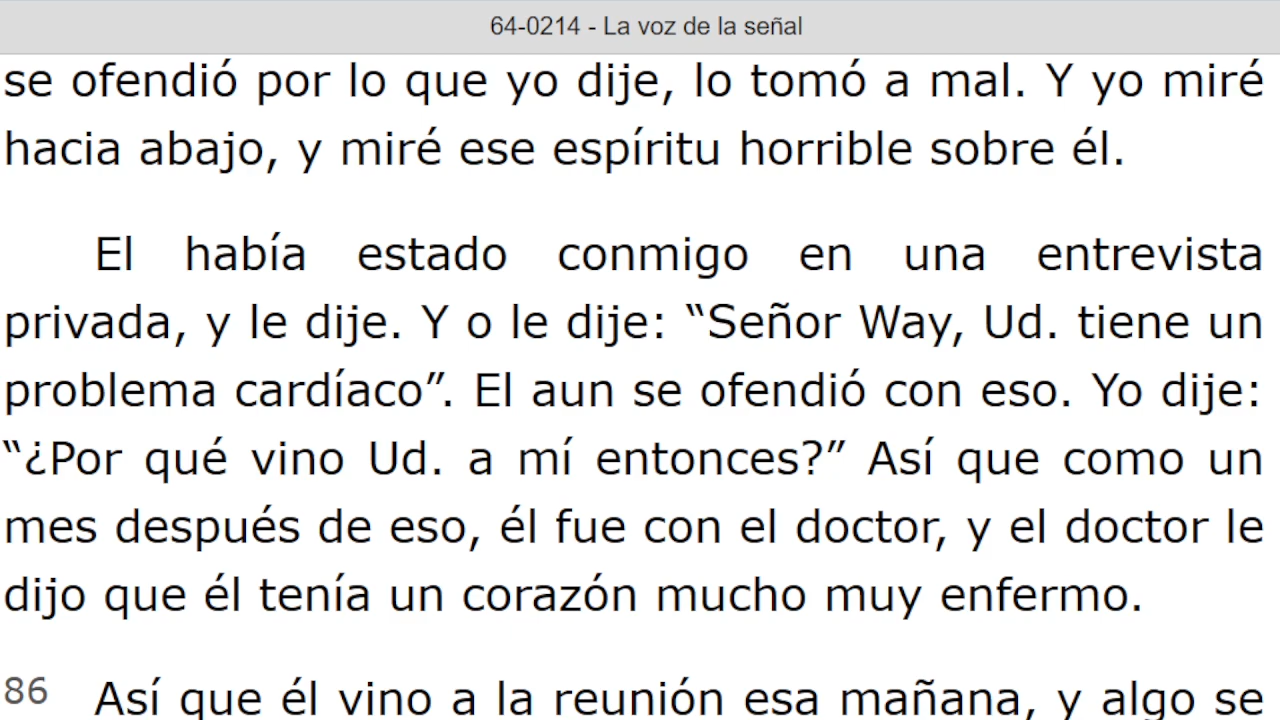 64-0214 - La voz de la señal
se ofendió por lo que yo dije, lo tomó a mal. Y yo miré
hacia abajo, y miré ese espíritu horrible sobre él.
El había estado conmigo en una entrevista
privada, y le dije. Y o le dije: “Señor Way, Ud. tiene un
problema cardíaco”. El aun se ofendió con eso. Yo dije:
“¿Por qué vino Ud. a mí entonces?” Así que como un
mes después de eso, él fue con el doctor, y el doctor le
dijo que él tenía un corazón mucho muy enfermo.
86 Así que él vino a la reunión esa mañana, y algo se